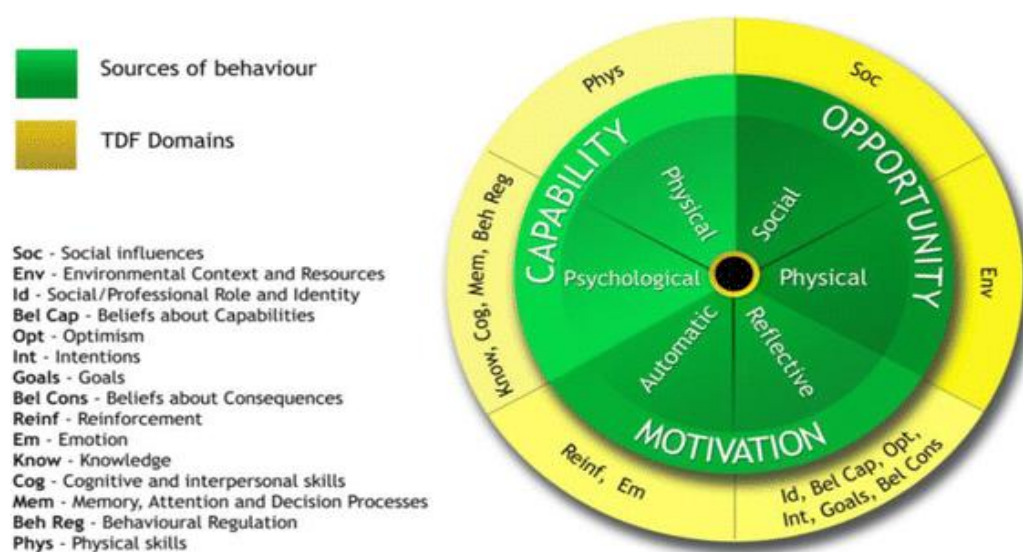 Sources of behaviour
TDF Domains
Soc - Social influences
Env - Environmental Context and Resources
Id - Social/Professional Role and Identity
Bel Cap - Beliefs about Capabilities
Opt - Optimism
Int - Intentions
Goals - Goals
Bel Cons - Beliefs about Consequences
Reinf - Reinforcement
Em - Emotion
Know - Knowledge
Cog - Cognitive and interpersonal skills
Mem - Memory, Attention and Decision Processes
Beh Reg - Behavioural Regulation
Phys - Physical skills
Phys
Soc
Env
Id, Bel Cap, Opt,
Int, Goals, Bel Cons
Reinf, Em
Know, Cog, Mem, Beh Reg
CAPABILITY
OPPORTUNITY
MOTIVATION
Physical
Social
Psychological
Physical
Automatic
Reflective